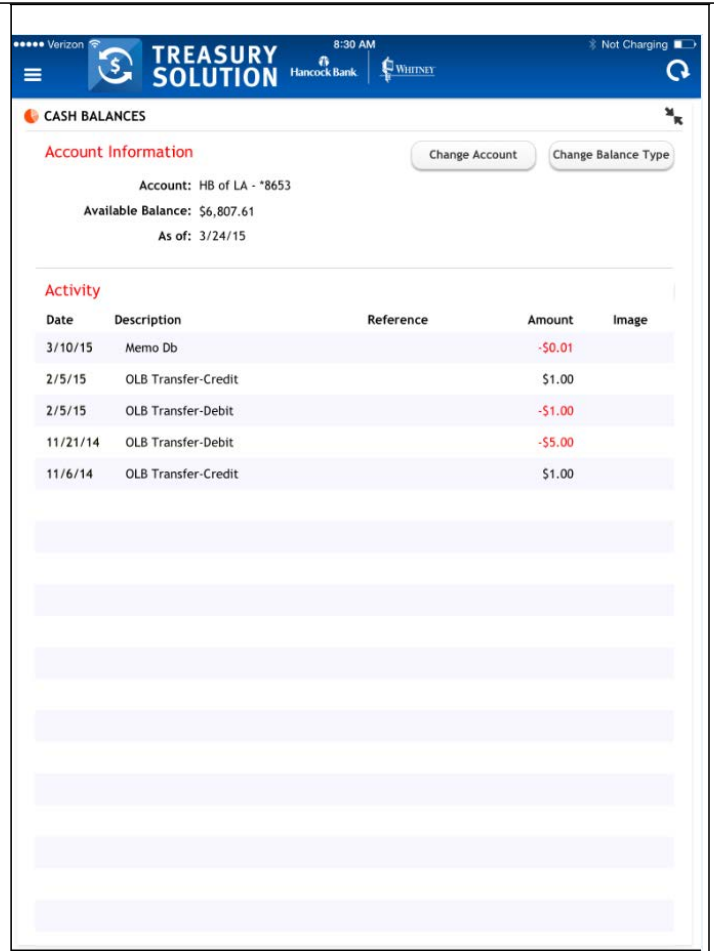 Verizon 8:30 AM Not Charging
$ TREASURY SOLUTION Hancock Bank WHITNEY
CASH BALANCES
Account Information Change Account Change Balance Type
Account: HB of LA - *8653
Available Balance: $6,807.61
As of: 3/24/15
Activity
Date Description Reference Amount Image
3/10/15 Memo Db -$0.01
2/5/15 OLB Transfer-Credit $1.00
2/5/15 OLB Transfer-Debit -$1.00
11/21/14 OLB Transfer-Debit -$5.00
11/6/14 OLB Transfer-Credit $1.00